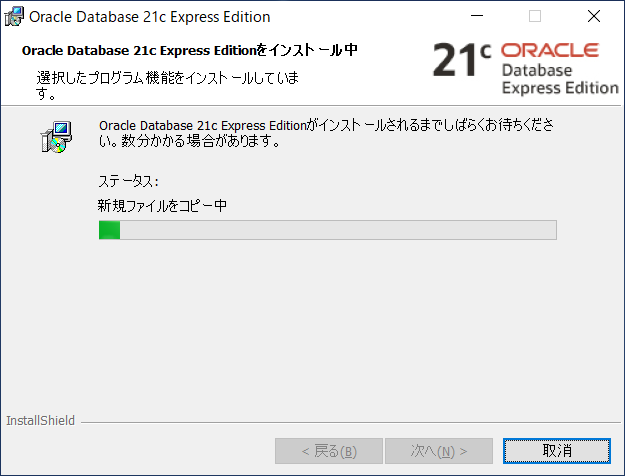 Oracle Database 21c Express Edition
Oracle Database 21c Express Editionをインストール中
選択したプログラム機能をインストールしていま
す。
21c ORACLE
Database
Express Edition
Oracle Database 21c Express Editionがインストールされるまでしばらくお待ちくださ
い。数分かかる場合があります。
ステータス:
新規ファイルをコピー中
InstallShield
< 戻る(B)
次へ(N) >
取消